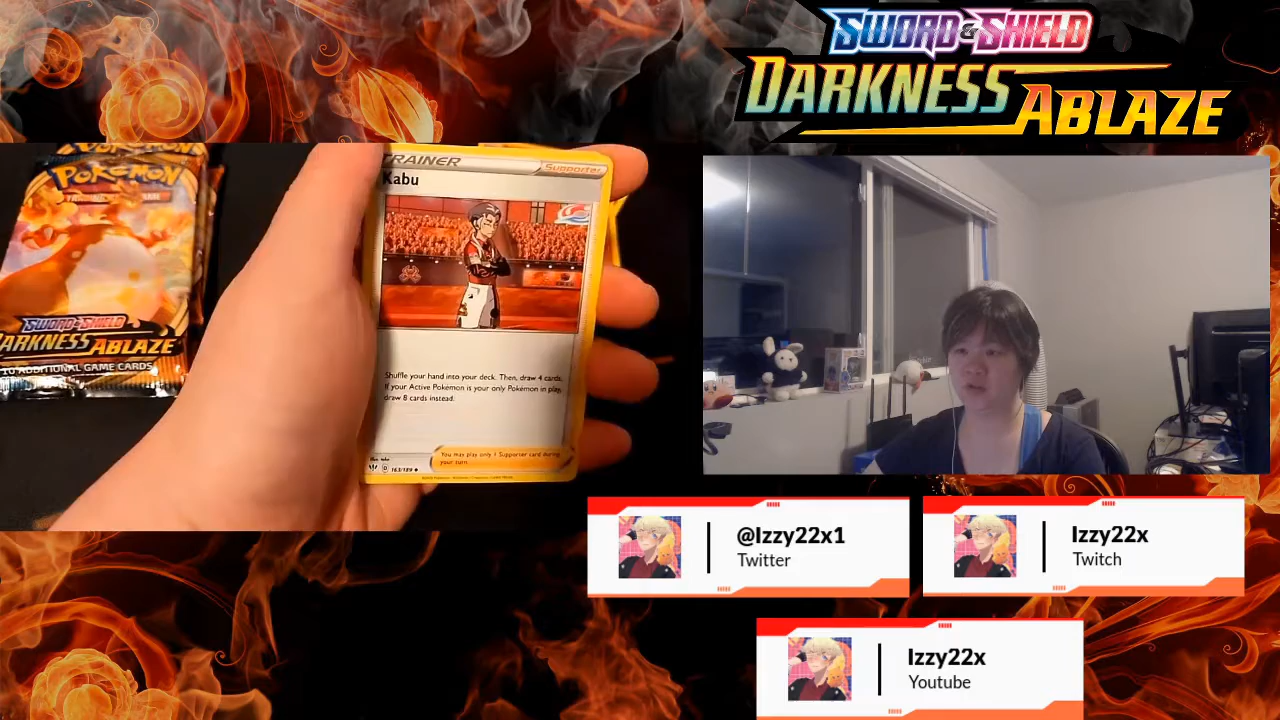 SWORD & SHIELD
DARKNESS ABLAZE
POKÉMON
SWORD & SHIELD
DARKNESS ABLAZE
10 ADDITIONAL GAME CARDS
TRAINER
Supporter
Kabu
Shuffle your hand into your deck. Then, draw 4 cards.
If your Active Pokémon is your only Pokémon in play,
draw 8 cards instead.
You may play only 1 Supporter card during
your turn.
D 163/189
@Izzy22x1
Twitter
Izzy22x
Twitch
Izzy22x
Youtube